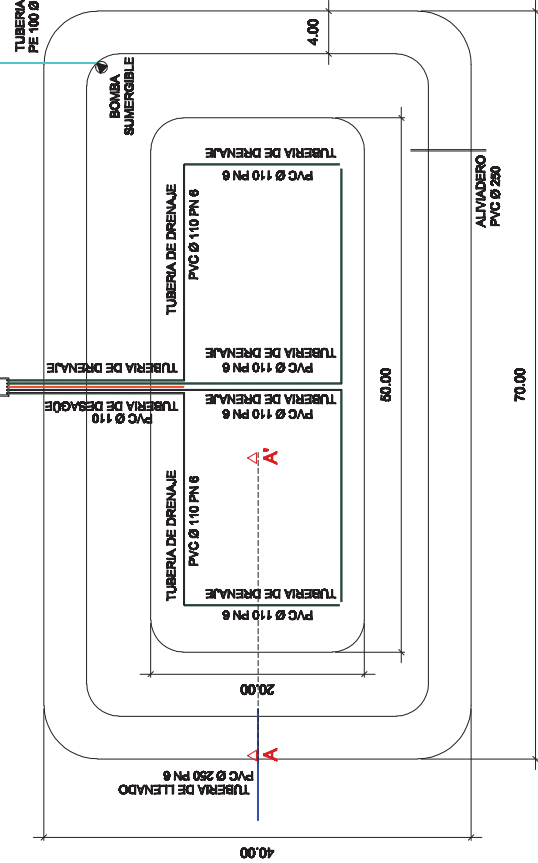 TUBERIA
PE 100 Ø
4.00
BOMBA
SUMERGIBLE
TUBERIA DE DRENAJE
PVC Ø 110 PN 6
TUBERIA DE DRENAJE
PVC Ø 110 PN 6
ALIVIADERO
PVC Ø 250
TUBERIA DE DRENAJE
PVC Ø 110 PN 6
TUBERIA DE DRENAJE
TUBERIA DE DESAGÜE
PVC Ø 110
TUBERIA DE DRENAJE
PVC Ø 110 PN 6
50.00
70.00
A'
TUBERIA DE DRENAJE
PVC Ø 110 PN 6
TUBERIA DE DRENAJE
PVC Ø 110 PN 6
20.00
A
TUBERIA DE LLENADO
PVC Ø 250 PN 6
40.00